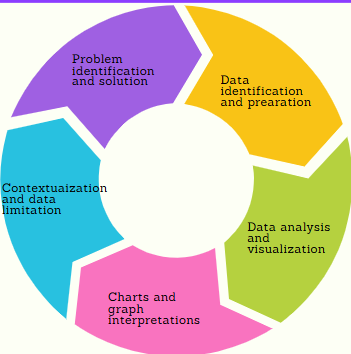 Problem
identification
and solution
Data
identification
and prearation
Data analysis
and
visualization
Charts and
graph
interpretations
Contextuaization
and data
limitation